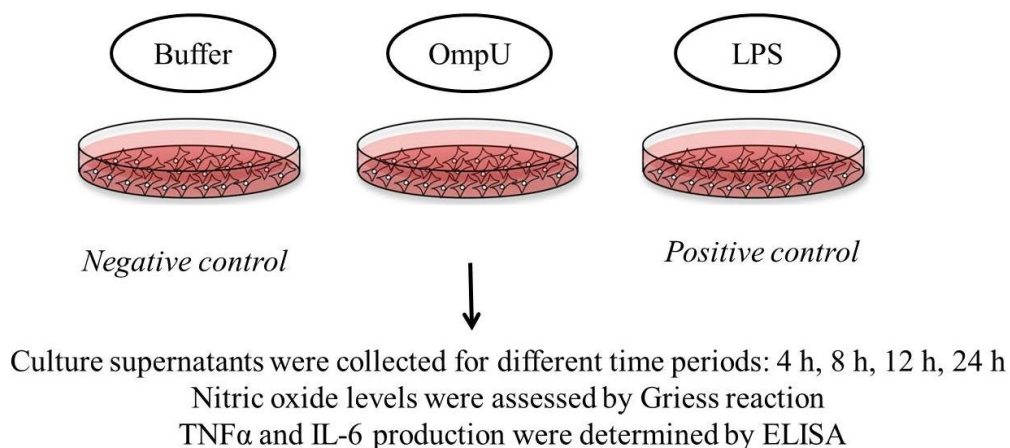 Buffer
OmpU
LPS
Negative control
Positive control
Culture supernatants were collected for different time periods: 4 h, 8 h, 12 h, 24 h
Nitric oxide levels were assessed by Griess reaction
TNFα and IL-6 production were determined by ELISA